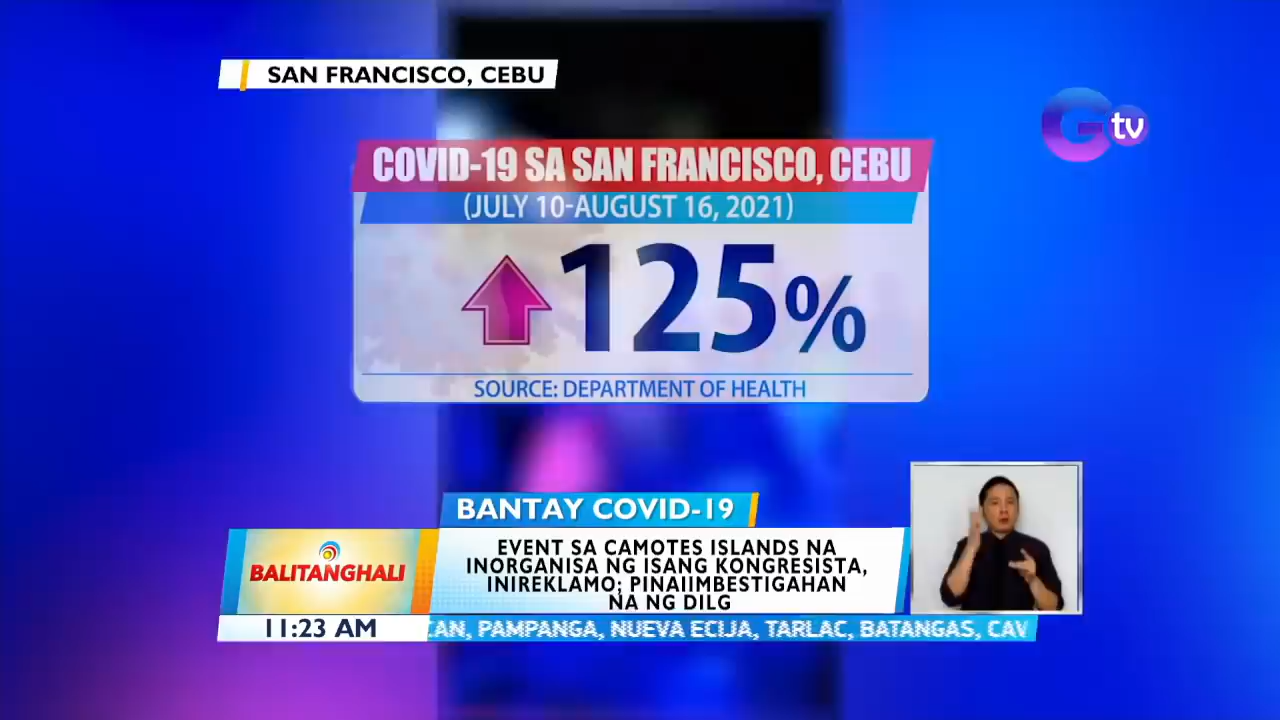 SAN FRANCISCO, CEBU
Gtv
COVID-19 SA SAN FRANCISCO, CEBU
(JULY 10-AUGUST 16, 2021)
125%
SOURCE: DEPARTMENT OF HEALTH
BANTAY COVID-19
EVENT SA CAMOTES ISLANDS NA
INORGANISA NG ISANG KONGRESISTA,
INIREKLAMO; PINAIIMBESTIGAHAN
NA NG DILG
BALITANGHALI
11:23 AM
CAN, PAMPANGA, NUEVA ECIJA, TARLAC, BATANGAS, CAV